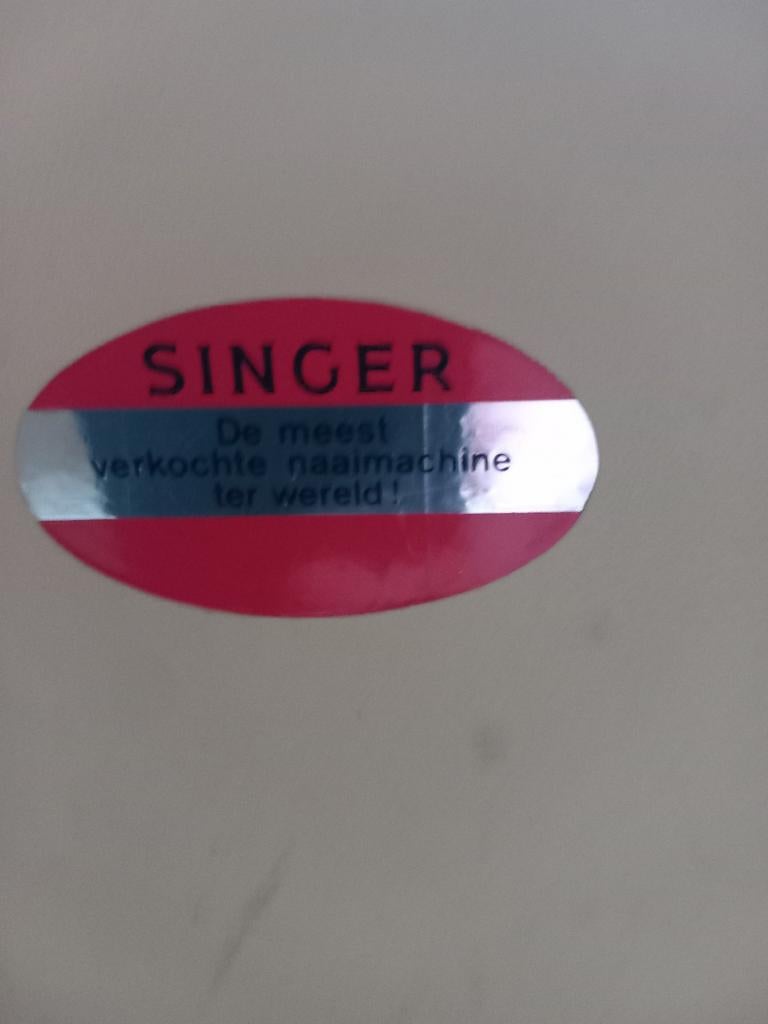 SINGER
De meest
verkochte naaimachine
ter wereld!